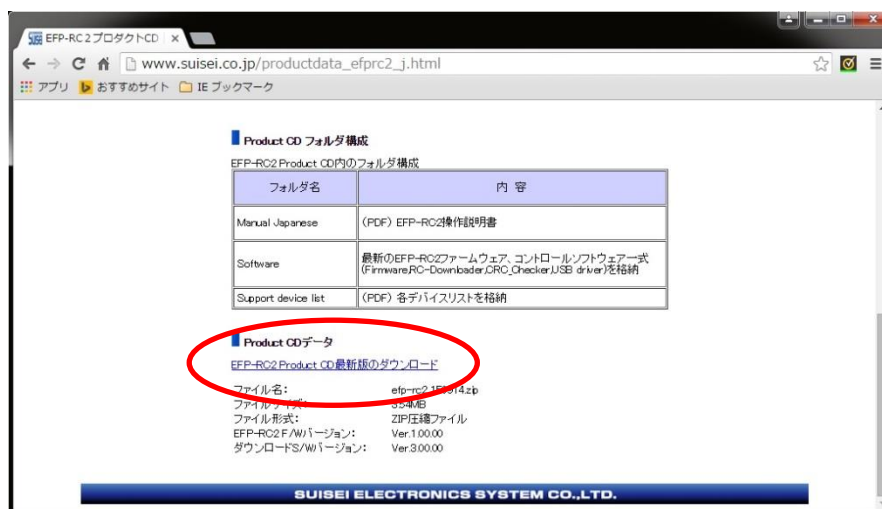 EFP-RC2プロダクトCD
www.suisei.co.jp/productdata_efprc2_j.html
アプリ おすすめサイト IE ブックマーク
Product CD フォルダ構成
EFP-RC2 Product CD内のフォルダ構成
フォルダ名 内 容
Manual Japanese (PDF) EFP-RC2操作説明書
Software 最新のEFP-RC2ファームウェア、コントロールソフトウェアー式
(Firmware,RC-Downloader,CRC_Checker,USB driver)を格納
Support device list (PDF) 各デバイスリストを格納
Product CDデータ
EFP-RC2 Product CD最新版のダウンロード
ファイル名:
ファイルサイズ: 3.54MB
ファイル形式: ZIP圧縮ファイル
EFP-RC2 F/Wバージョン: Ver.1.00.00
ダウンロードS/Wバージョン: Ver.3.00.00
SUISEI ELECTRONICS SYSTEM CO.,LTD.